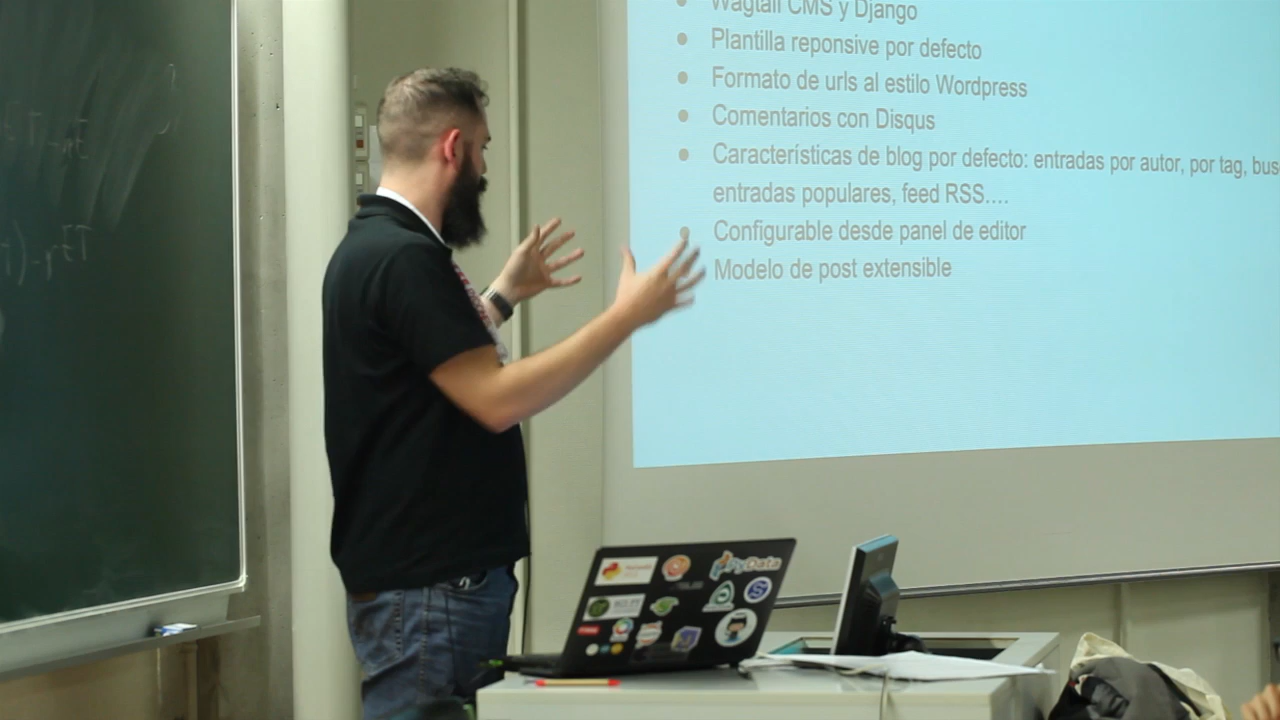 Wagtail CMS y Django
Plantilla reponsive por defecto
Formato de urls al estilo Wordpress
Comentarios con Disqus
Características de blog por defecto: entradas por autor, por tag, bus
entradas populares, feed RSS....
Configurable desde panel de editor
Modelo de post extensible
PyData